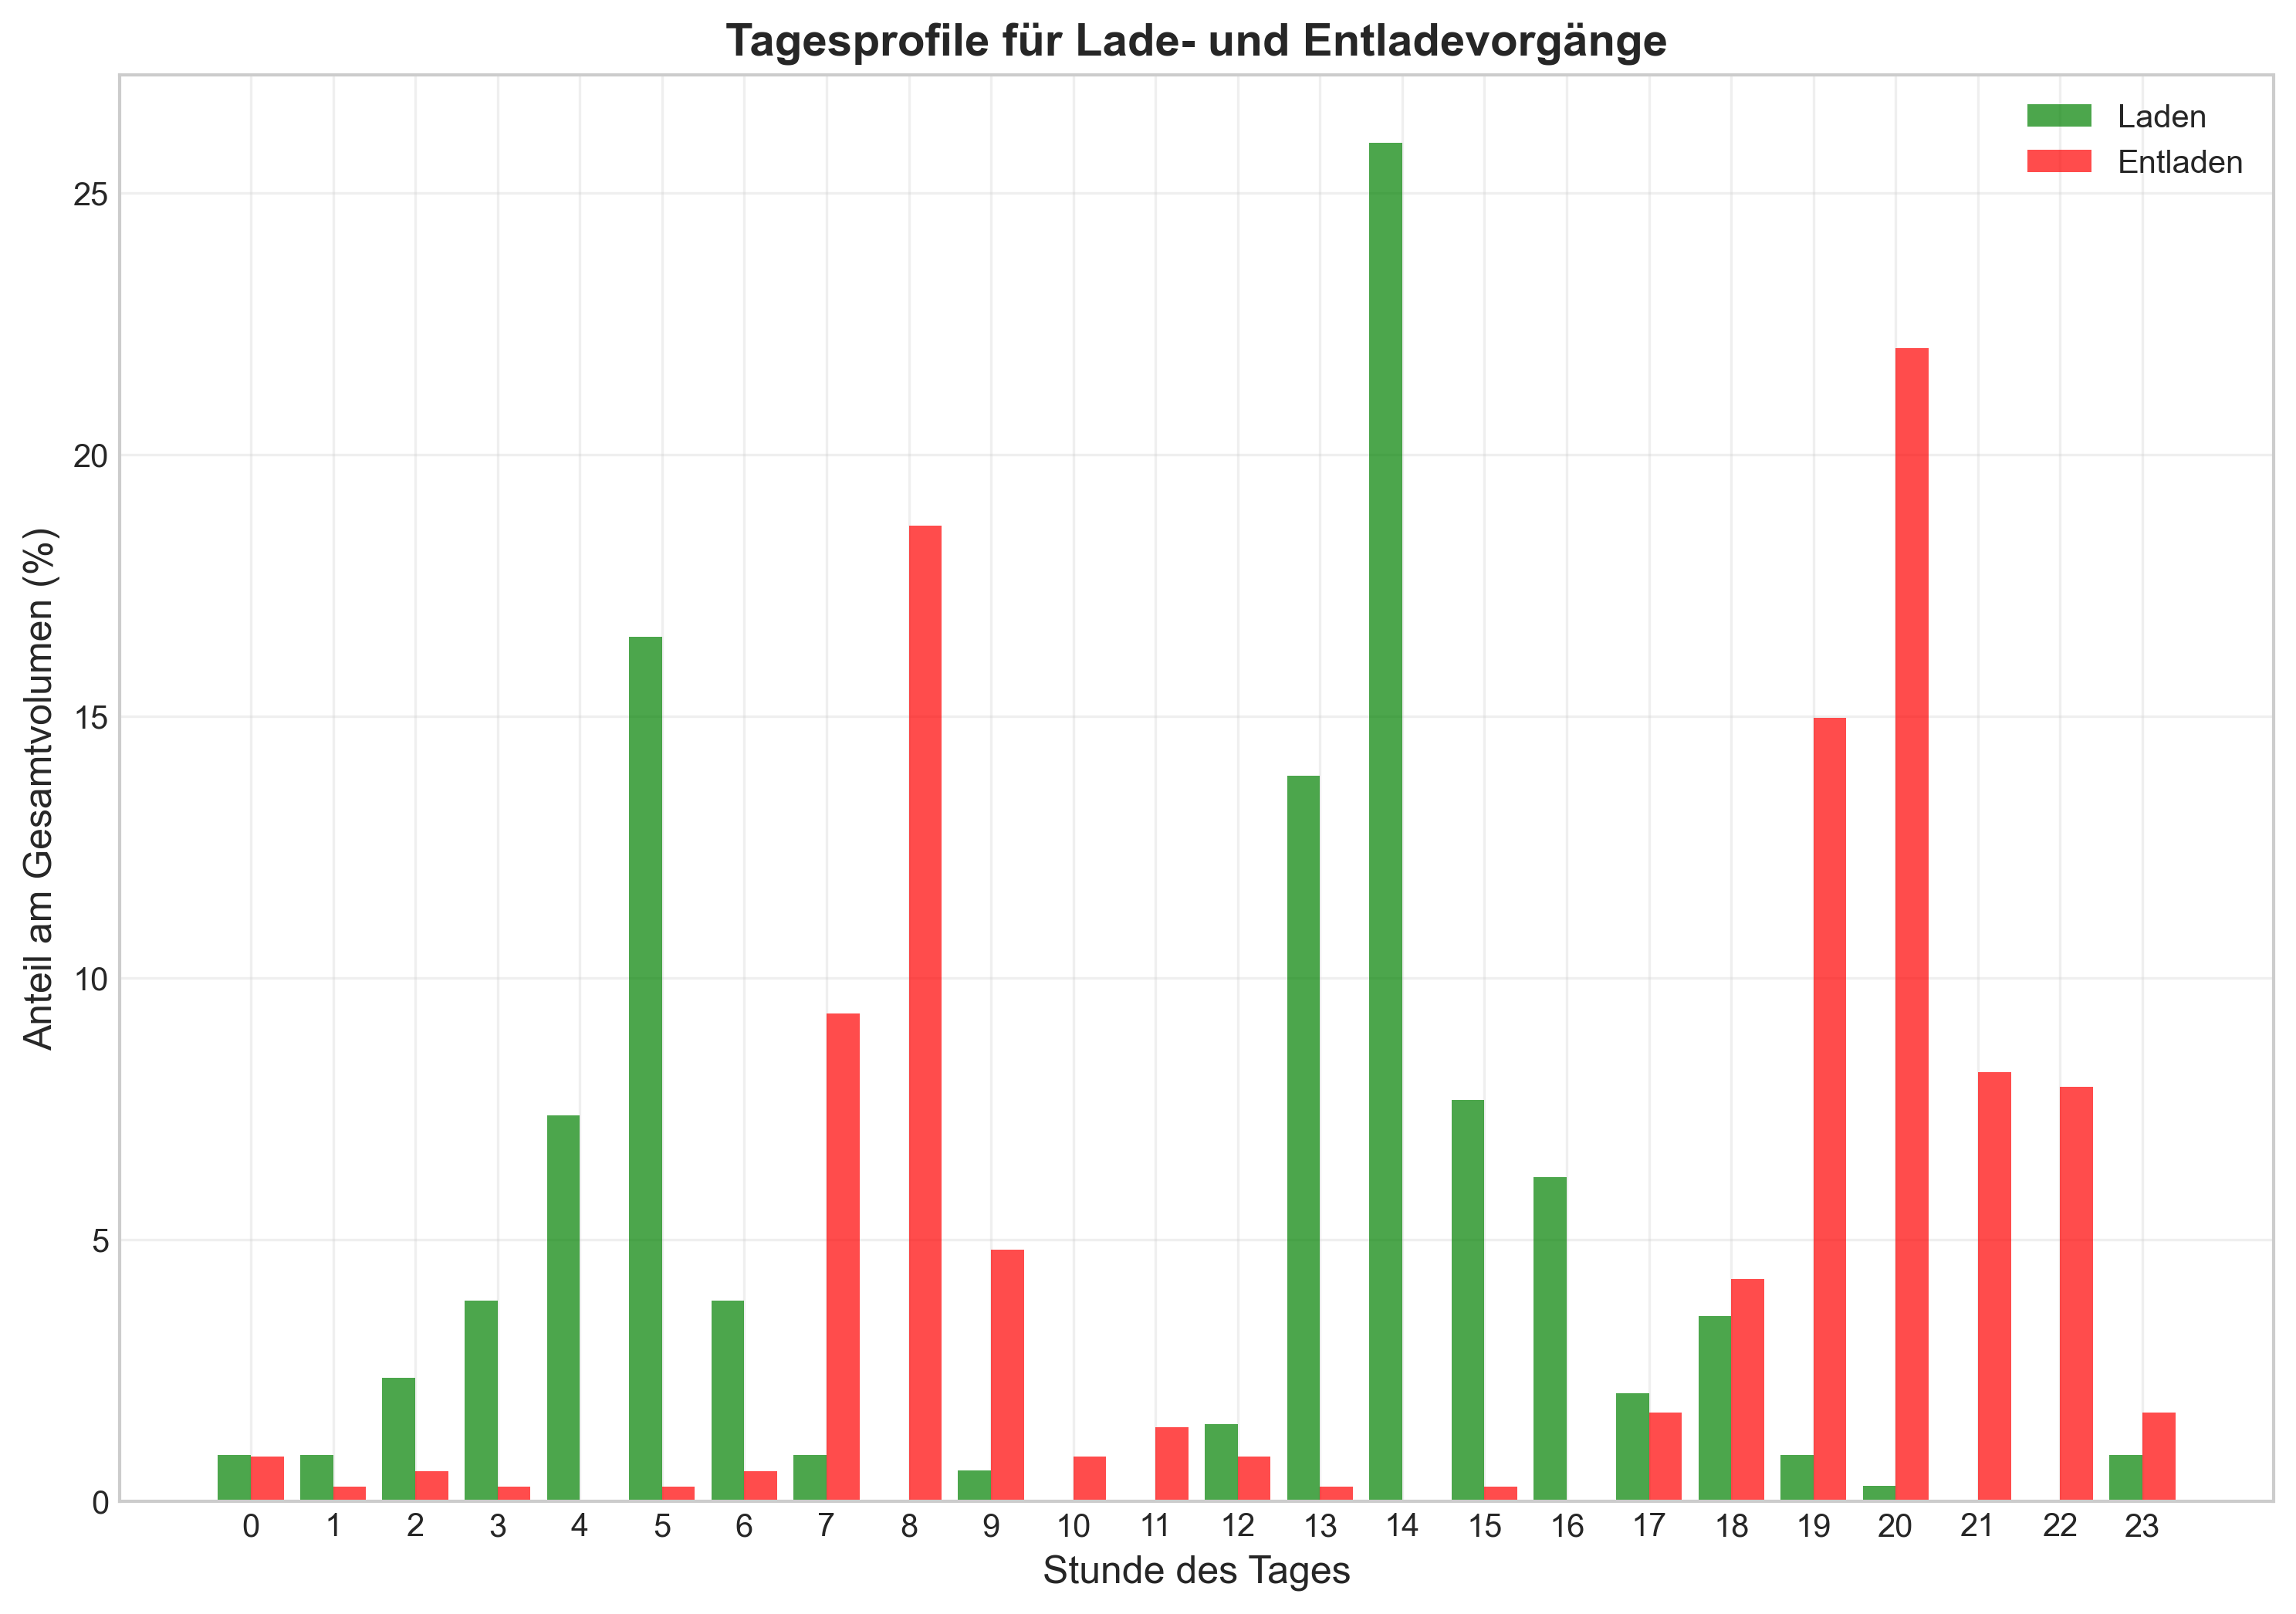 Tagesprofile für Lade- und Entladevorgänge
Laden
Entladen
Anteil am Gesamtvolumen (%)
25
20
15
10
5
0
0 1 2 3 4 5 6 7 8 9 10 11 12 13 14 15 16 17 18 19 20 21 22 23
Stunde des Tages